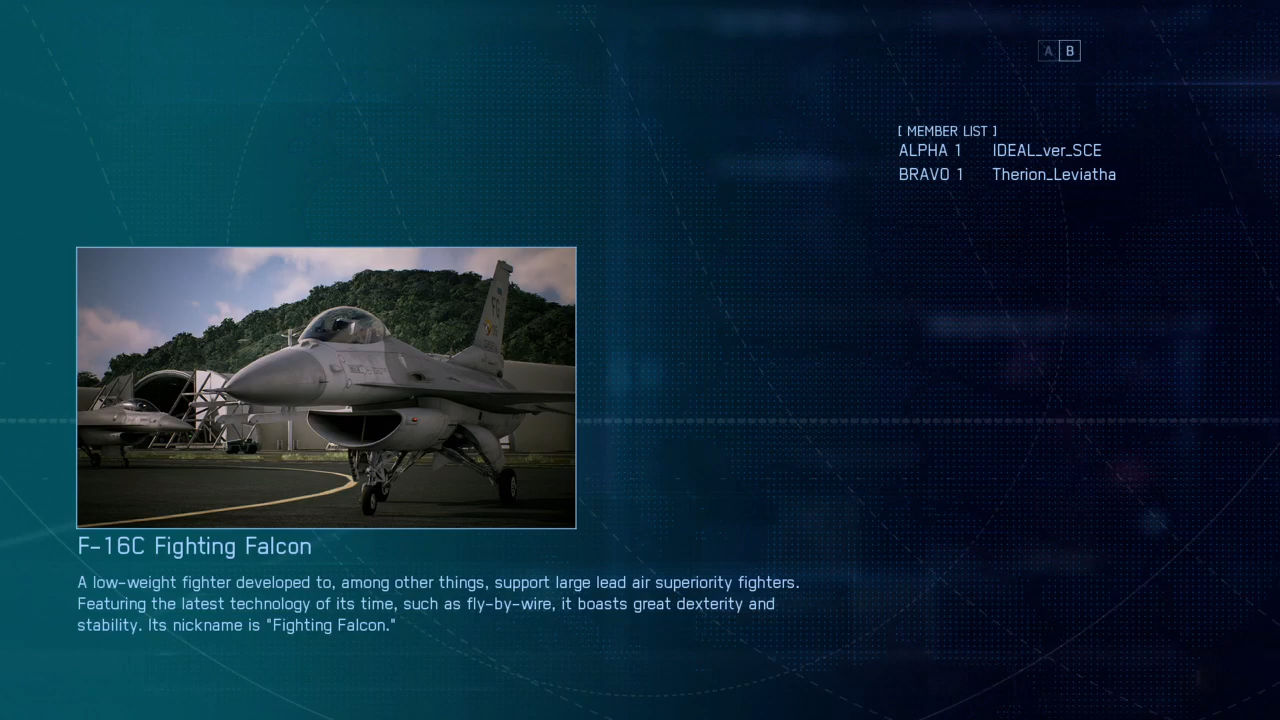 A B
[ MEMBER LIST ]
ALPHA 1 IDEAL_ver_SCE
BRAVO 1 Therion_Leviatha
F-16C Fighting Falcon
A low-weight fighter developed to, among other things, support large lead air superiority fighters.
Featuring the latest technology of its time, such as fly-by-wire, it boasts great dexterity and
stability. Its nickname is "Fighting Falcon."